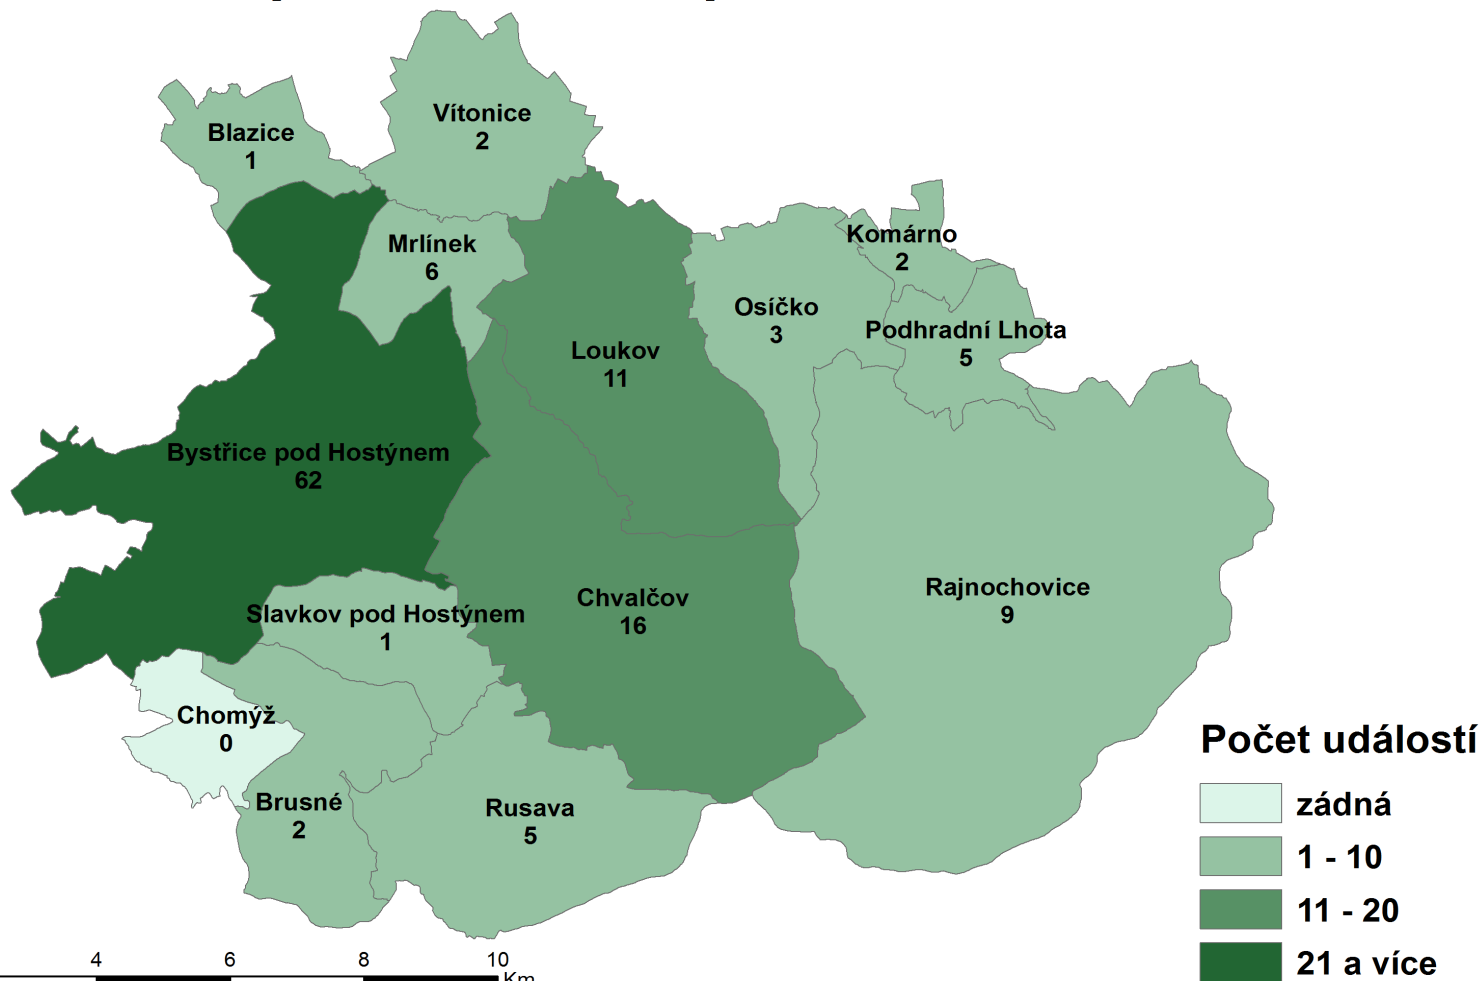 Vítonice
2
Blazice
1
Mrlínek
6
Komárno
2
Osíčko
3
Podhradní Lhota
5
Loukov
11
Bystřice pod Hostýnem
62
Chvalčov
16
Rajnochovice
9
Slavkov pod Hostýnem
1
Chomýž
0
Brusné
2
Rusava
5
Počet událostí
zádná
1 - 10
11 - 20
21 a více
4 6 8 10
Km